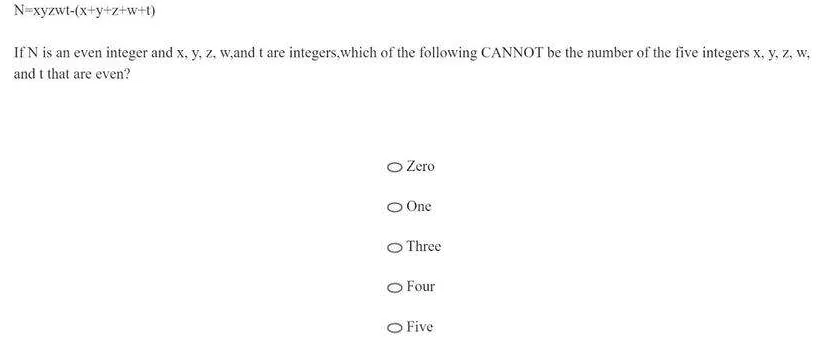 N=xyzwt-(x+y+z+w+t)
If N is an even integer and x, y, z, w,and t are integers,which of the following CANNOT be the number of the five integers x, y, z, w,
and t that are even?
Zero
One
Three
Four
Five